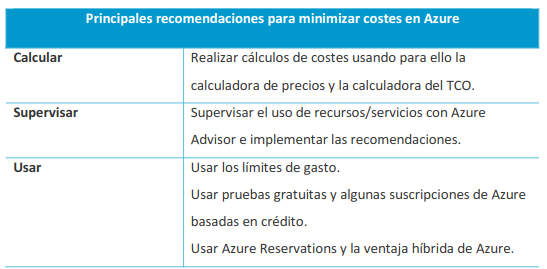 Principales recomendaciones para minimizar costes en Azure
Calcular
Realizar cálculos de costes usando para ello la
calculadora de precios y la calculadora del TCO.
Supervisar
Supervisar el uso de recursos/servicios con Azure
Advisor e implementar las recomendaciones.
Usar
Usar los límites de gasto.
Usar pruebas gratuitas y algunas suscripciones de Azure
basadas en crédito.
Usar Azure Reservations y la ventaja híbrida de Azure.